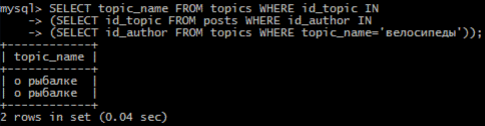 mysql> SELECT topic_name FROM topics WHERE id_topic IN
-> (SELECT id_topic FROM posts WHERE id_author IN
-> (SELECT id_author FROM topics WHERE topic_name='велосипеды'));
+------------+
| topic_name |
+------------+
| о рыбалке |
| о рыбалке |
+------------+
2 rows in set (0.04 sec)